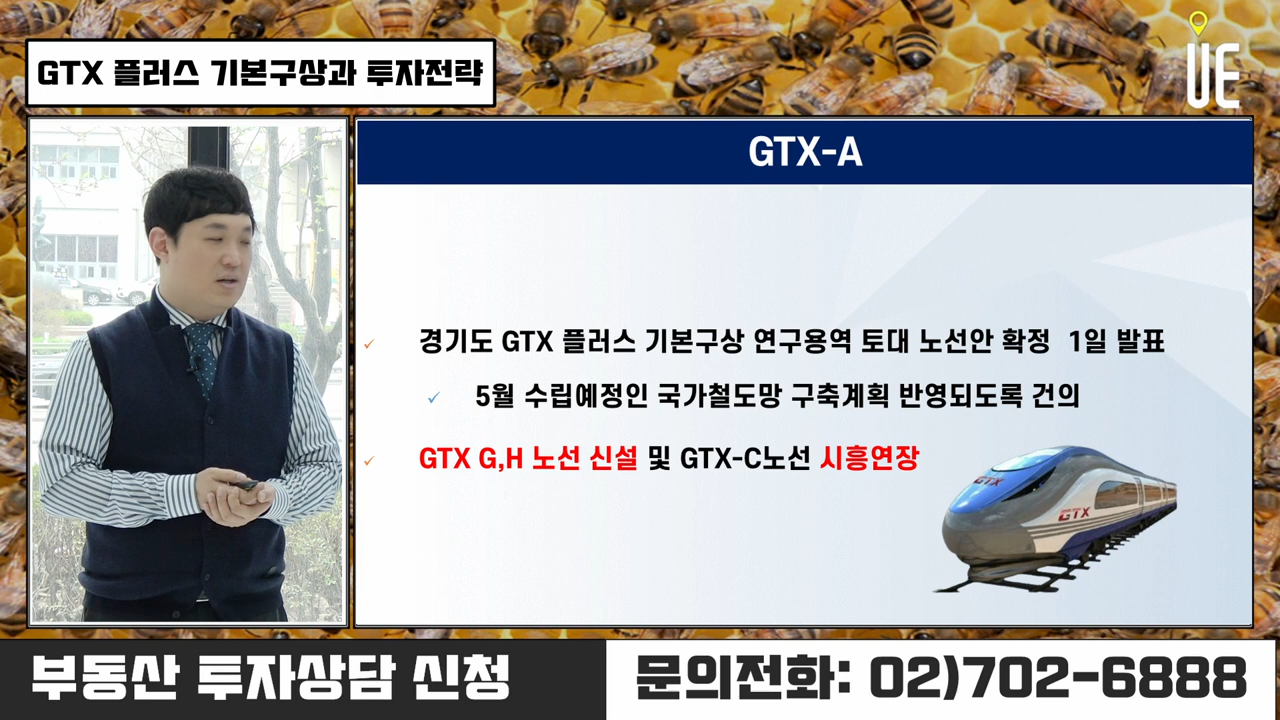 GTX 플러스 기본구상과 투자전략
UE
GTX-A
경기도 GTX 플러스 기본구상 연구용역 토대 노선안 확정 1일 발표
5월 수립예정인 국가철도망 구축계획 반영되도록 건의
GTX G,H 노선 신설 및 GTX-C노선 시흥연장
GTX
GTX
부동산 투자상담 신청
문의전화: 02)702-6888